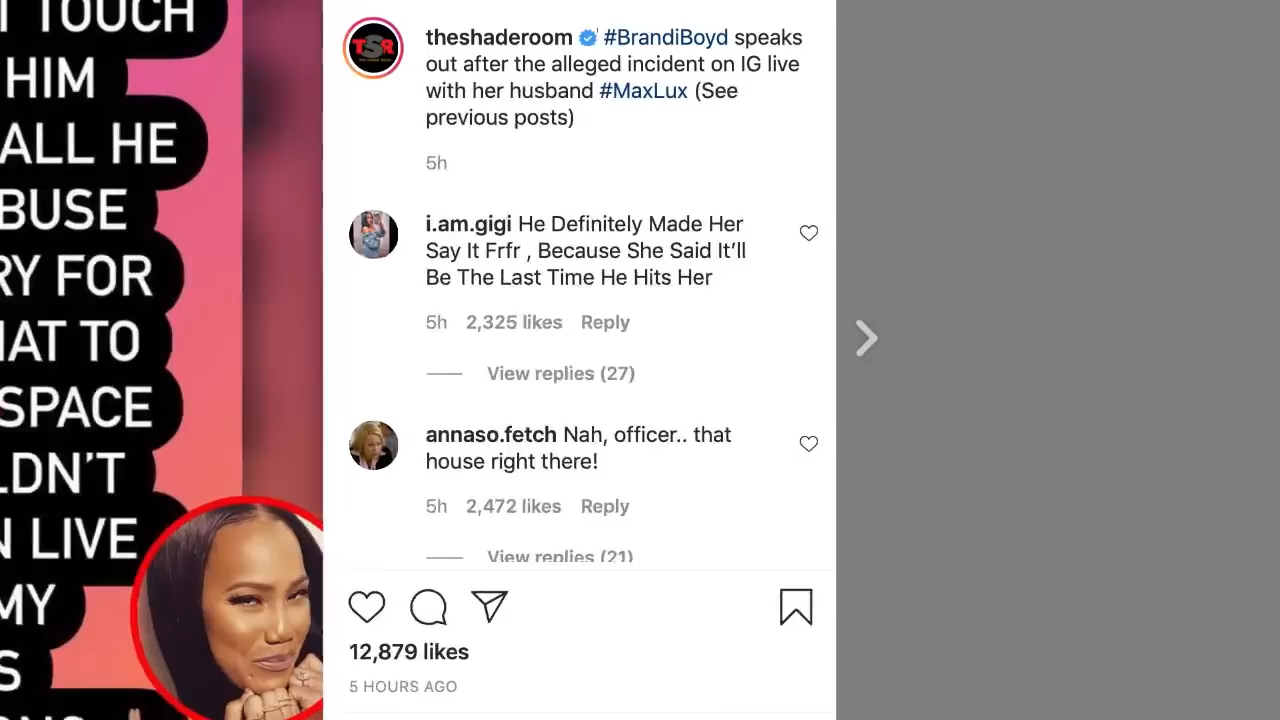 TOUCH
HIM
ALL HE
BUSE
RY FOR
HAT TO
SPACE
LDN'T
N LIVE
MY
S
TSR
theshaderoom #BrandiBoyd speaks
out after the alleged incident on IG live
with her husband #MaxLux (See
previous posts)
5h
i.am.gigi He Definitely Made Her
Say It Frfr , Because She Said It’ll
Be The Last Time He Hits Her
5h 2,325 likes Reply
View replies (27)
annaso.fetch Nah, officer.. that
house right there!
5h 2,472 likes Reply
View replies (21)
12,879 likes
5 HOURS AGO